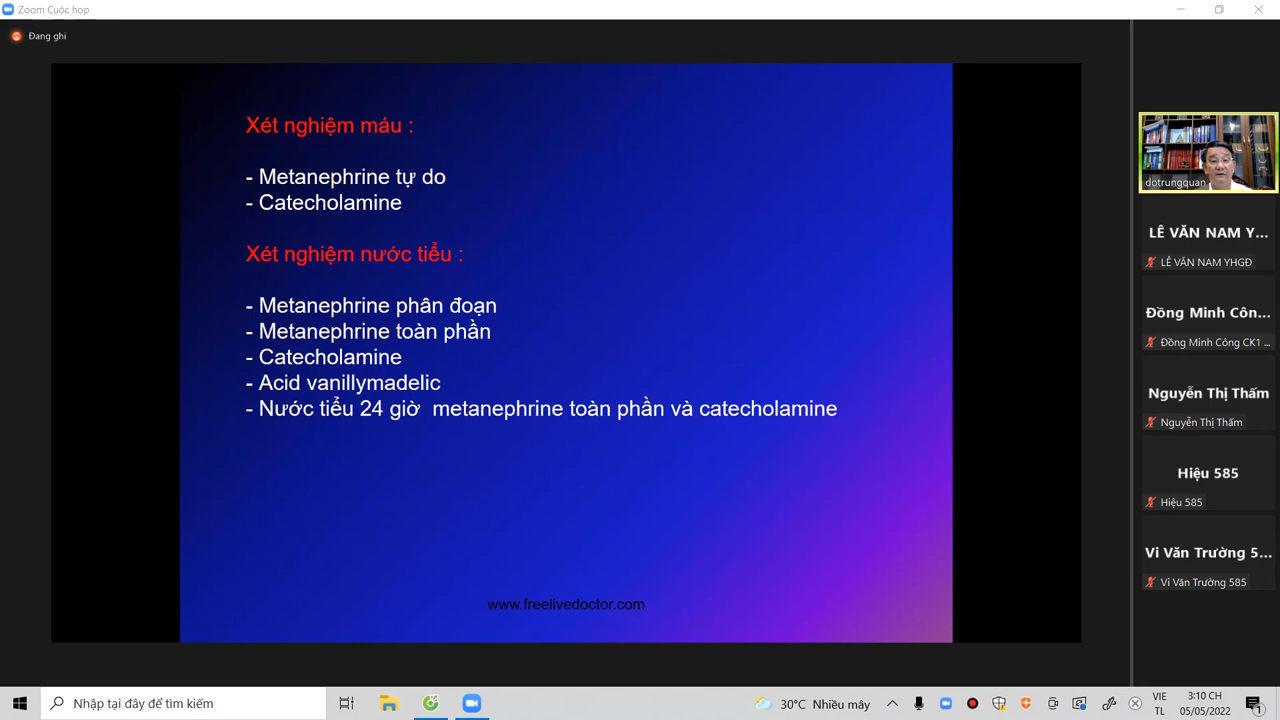 Zoom Cuộc họp
Đang ghi
Xét nghiệm máu :
- Metanephrine tự do
- Catecholamine
Xét nghiệm nước tiểu :
- Metanephrine phân đoạn
- Metanephrine toàn phần
- Catecholamine
- Acid vanillymadelic
- Nước tiểu 24 giờ metanephrine toàn phần và catecholamine
www.freelivedoctor.com
dotrungquan
LÊ VĂN NAM Y...
LÊ VĂN NAM YHGĐ
Đồng Minh Côn...
Đồng Minh Công CK1 ...
Nguyễn Thị Thấm
Nguyễn Thị Thấm
Hiệu 585
Hiệu 585
Vi Văn Trường 5...
Vi Văn Trường 585
Nhập tại đây để tìm kiếm
30°C Nhiều mây
VIE
TL
3:10 CH
05/05/2022
1